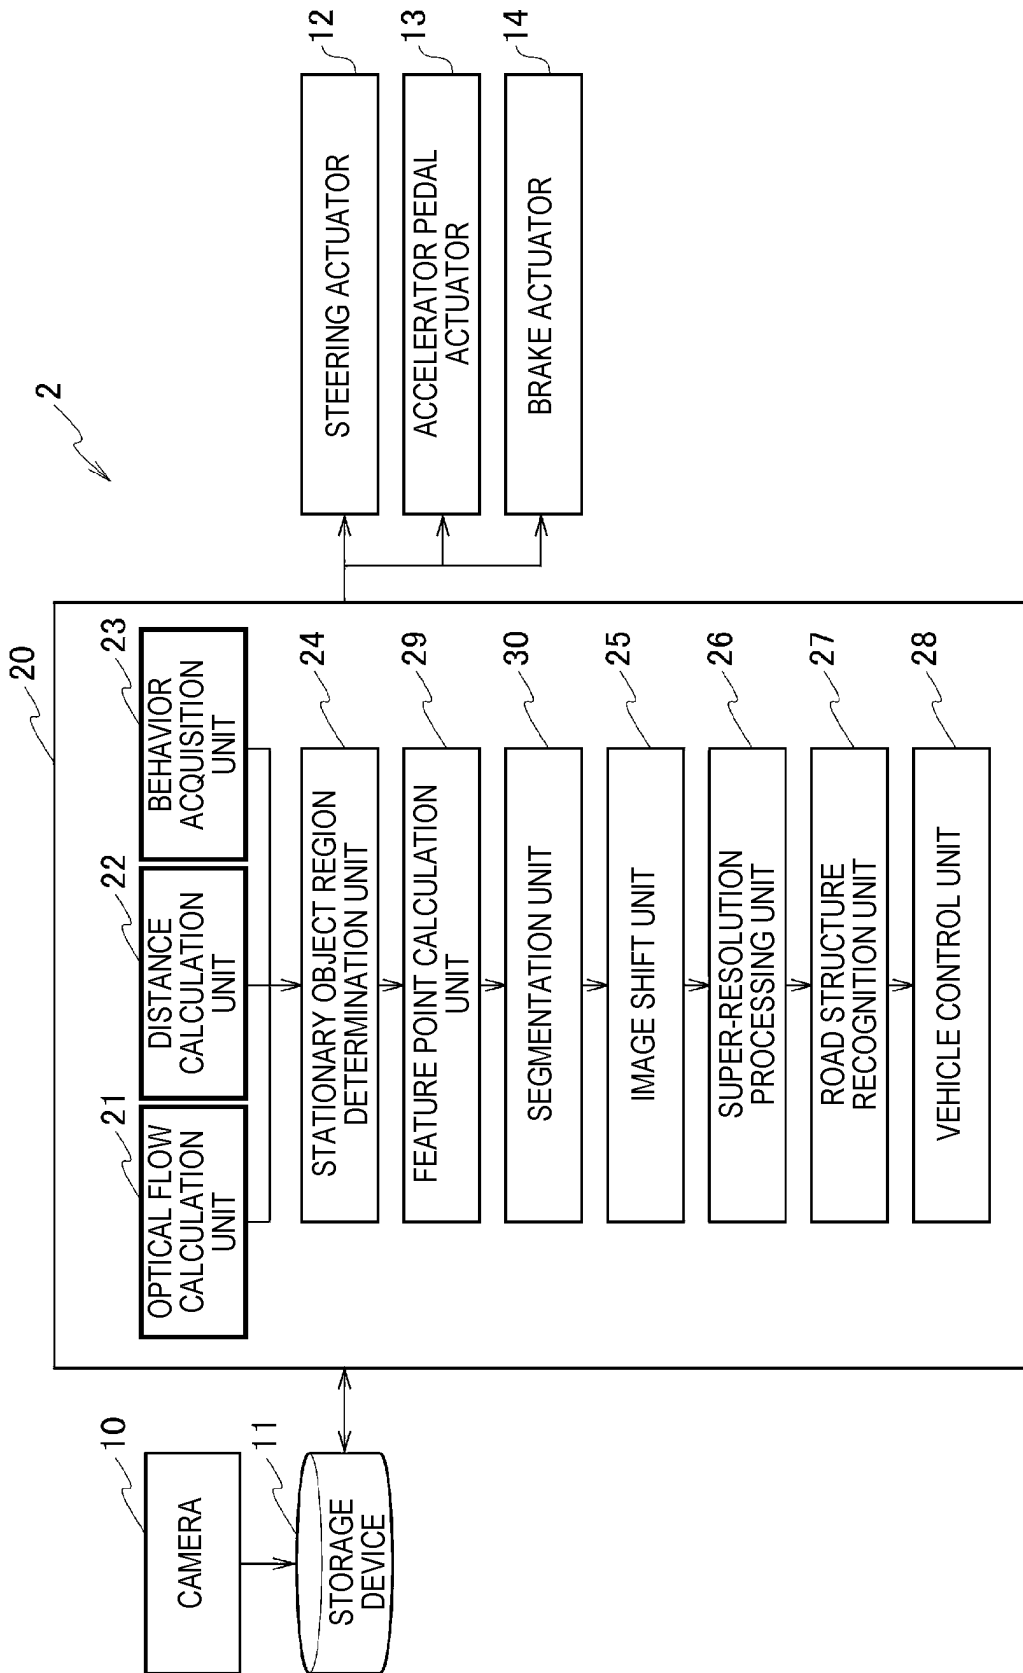 2
10
CAMERA
11
STORAGE
DEVICE
20
21
OPTICAL FLOW
CALCULATION
UNIT
22
DISTANCE
CALCULATION
UNIT
23
BEHAVIOR
ACQUISITION
UNIT
24
STATIONARY OBJECT REGION
DETERMINATION UNIT
29
FEATURE POINT CALCULATION
UNIT
30
SEGMENTATION UNIT
25
IMAGE SHIFT UNIT
26
SUPER-RESOLUTION
PROCESSING UNIT
27
ROAD STRUCTURE
RECOGNITION UNIT
28
VEHICLE CONTROL UNIT
12
STEERING ACTUATOR
13
ACCELERATOR PEDAL
ACTUATOR
14
BRAKE ACTUATOR